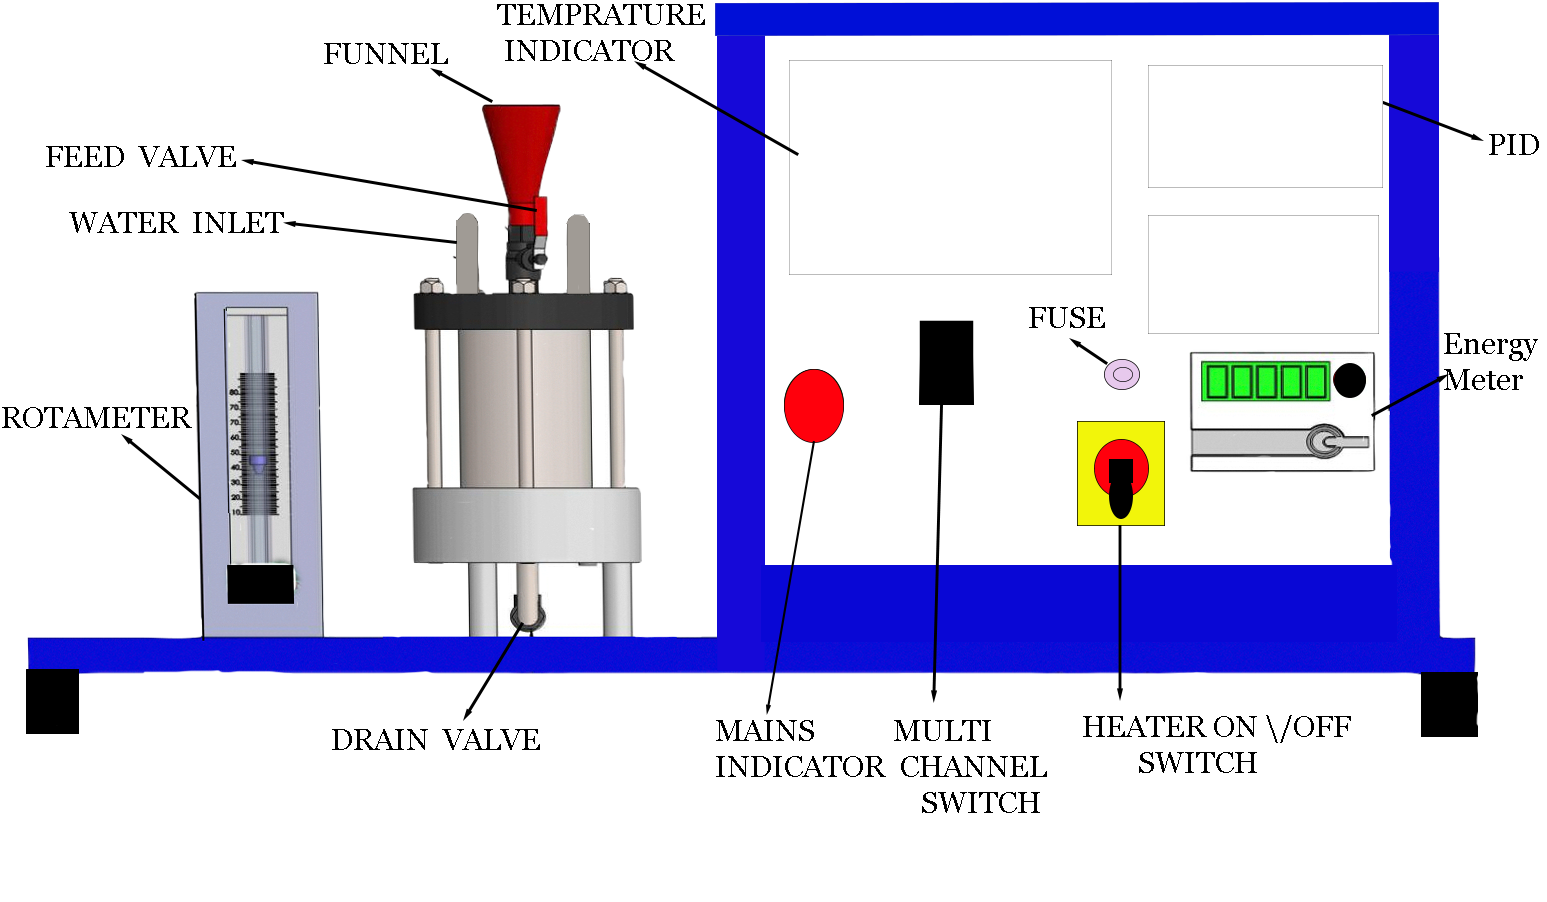 TEMPRATURE
INDICATOR
FUNNEL
FEED VALVE
WATER INLET
PID
FUSE
Energy
Meter
ROTAMETER
80
70
60
50
40
30
20
10
DRAIN VALVE
MAINS
INDICATOR
MULTI
CHANNEL
SWITCH
HEATER ON \/OFF
SWITCH